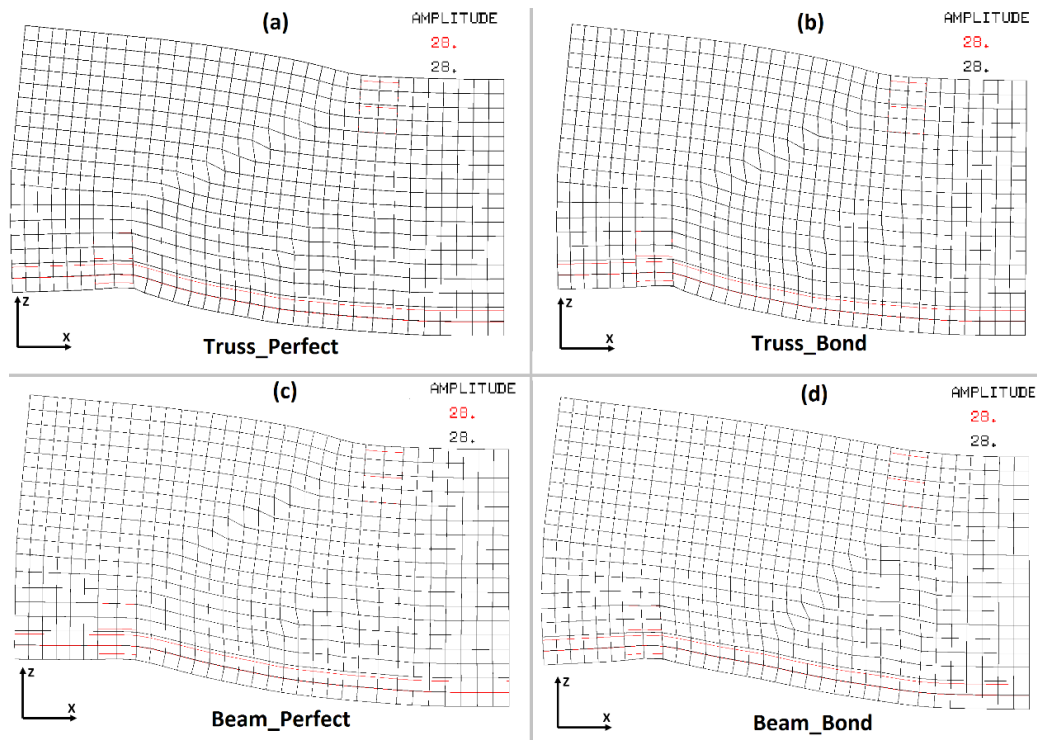 (a)
AMPLITUDE
28.
28.
z
x
Truss_Perfect
(b)
AMPLITUDE
28.
28.
z
x
Truss_Bond
(c)
AMPLITUDE
28.
28.
z
x
Beam_Perfect
(d)
AMPLITUDE
28.
28.
z
x
Beam_Bond